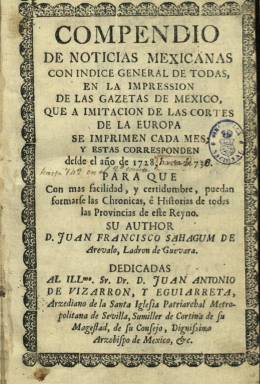 COMPENDIO
DE NOTICIAS MEXICANAS
CON INDICE GENERAL DE TODAS,
EN LA IMPRESSION
DE LAS GAZETAS DE MEXICO,
QUE A IMITACION DE LAS CORTES
DE LA EUROPA
SE IMPRIMEN CADA MES:
Y ESTAS CORRESPONDEN
desde el año de 1728, hasta
PARA QUE
Con mas facilidad, y certidumbre, puedan
formarse las Chronicas, ê Historias de todas
las Provincias de este Reyno.
SU AUTHOR
D. JUAN FRANCISCO SAHAGUM DE
Arevalo, Ladron de Guevara.
DEDICADAS
AL ILLmo. Sr. Dr. D. JUAN ANTONIO
DE VIZARRON, Y EGUIARRETA,
Arzediano de la Santa Iglesia Patriarchal Metro-
politana de Sevilla, Sumiller de Cortina de su
Magestad, de su Consejo, Dignissimo
Arzobispo de Mexico, &c.